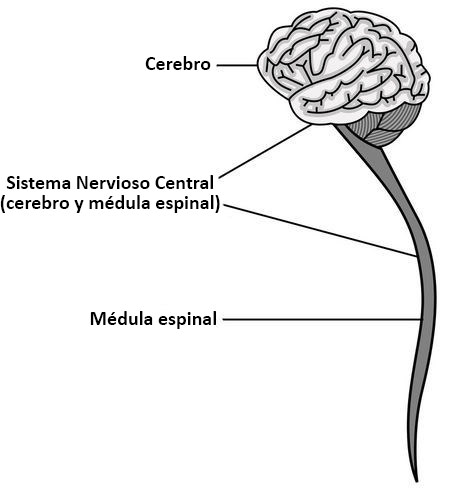 Cerebro
Sistema Nervioso Central
(cerebro y médula espinal)
Médula espinal